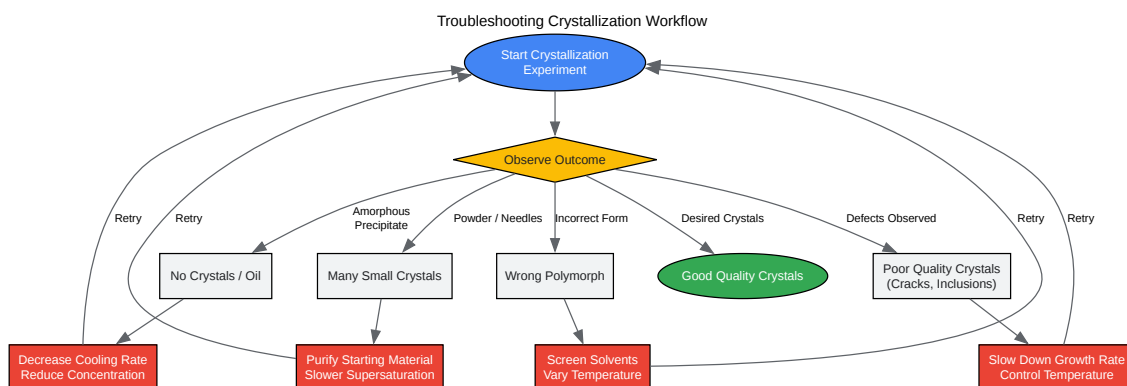 Troubleshooting Crystallization Workflow
Start Crystallization
Experiment
Observe Outcome
Amorphous
Precipitate
Powder / Needles
Incorrect Form
Desired Crystals
Defects Observed
Retry
Retry
Retry
Retry
No Crystals / Oil
Many Small Crystals
Wrong Polymorph
Good Quality Crystals
Poor Quality Crystals
(Cracks, Inclusions)
Decrease Cooling Rate
Reduce Concentration
Purify Starting Material
Slower Supersaturation
Screen Solvents
Vary Temperature
Slow Down Growth Rate
Control Temperature